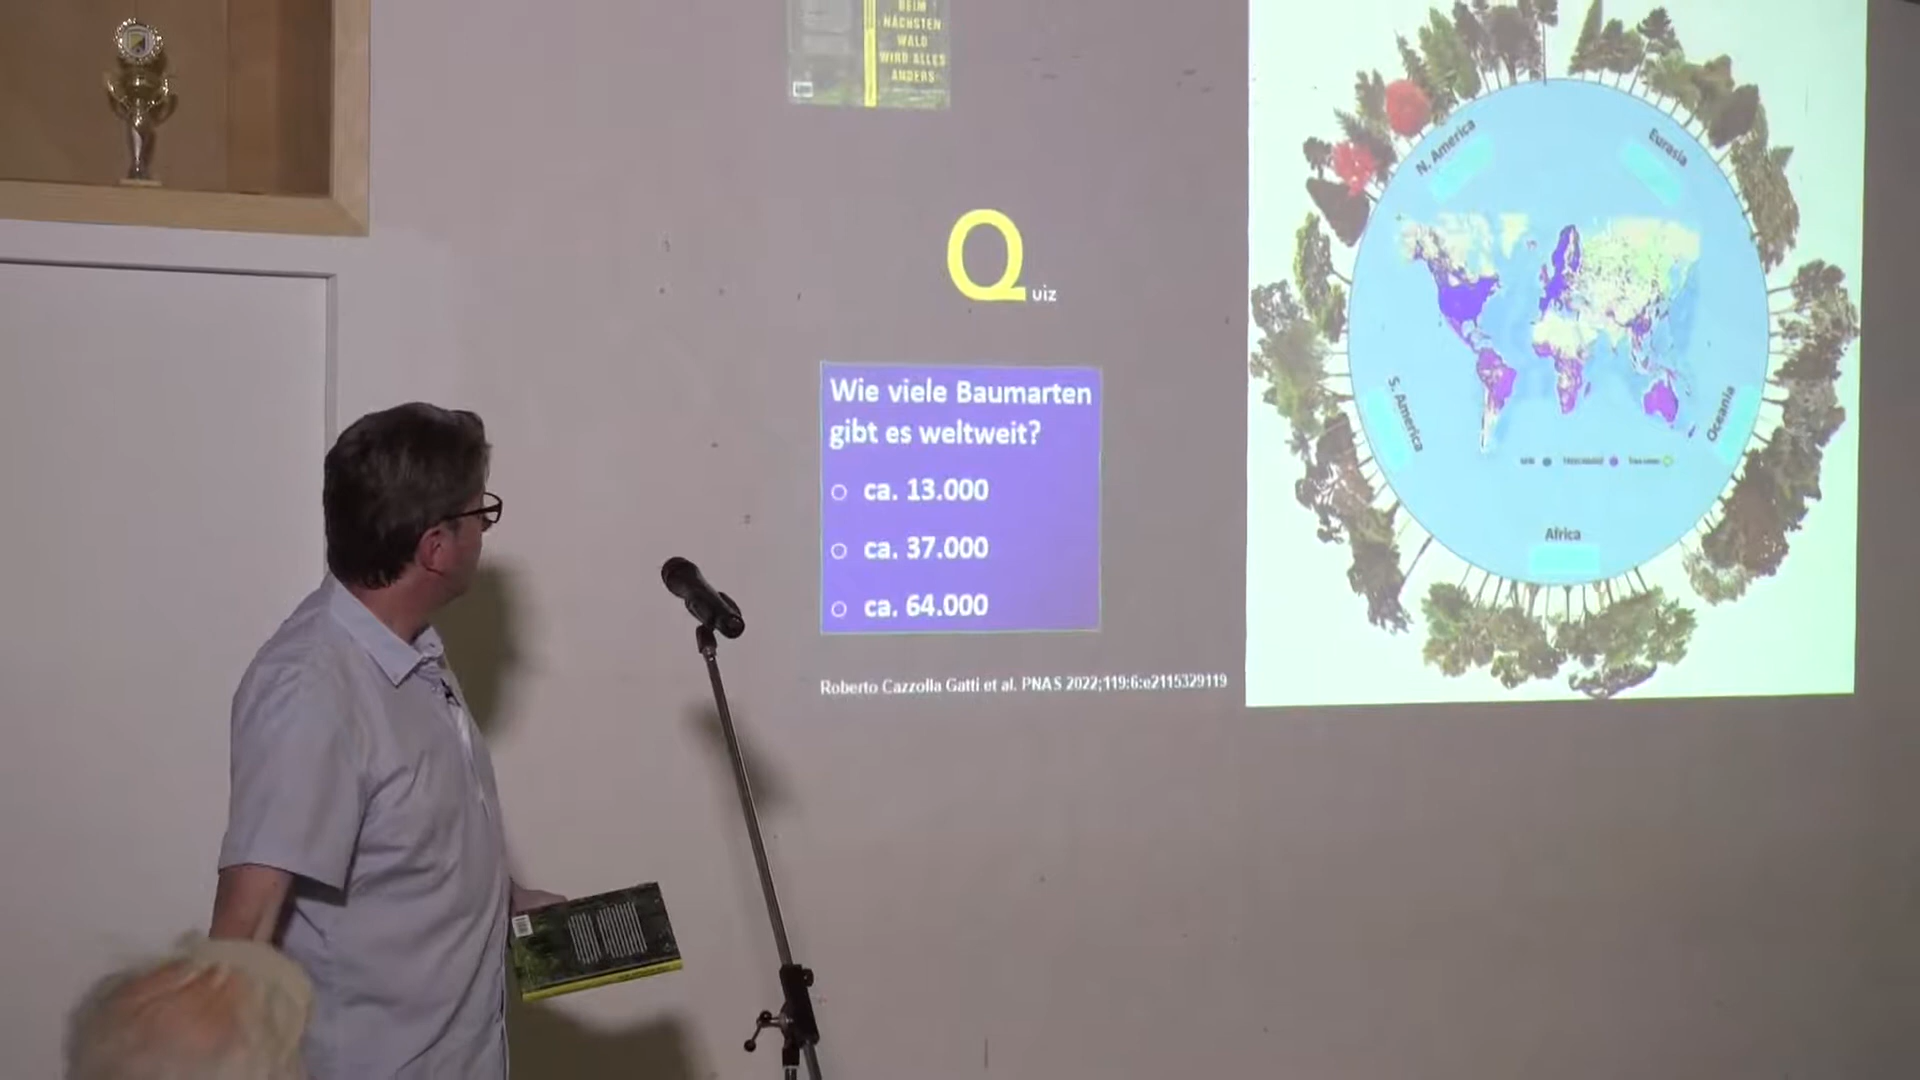 BEIM
NÄCHSTEN
WALD
WIRD ALLES
ANDERS
Quiz
Wie viele Baumarten
gibt es weltweit?
ca. 13.000
ca. 37.000
ca. 64.000
Roberto Cazzolla Gatti et al. PNAS 2022;119:6:e2115329119
N. America
Eurasia
S. America
Oceania
Africa